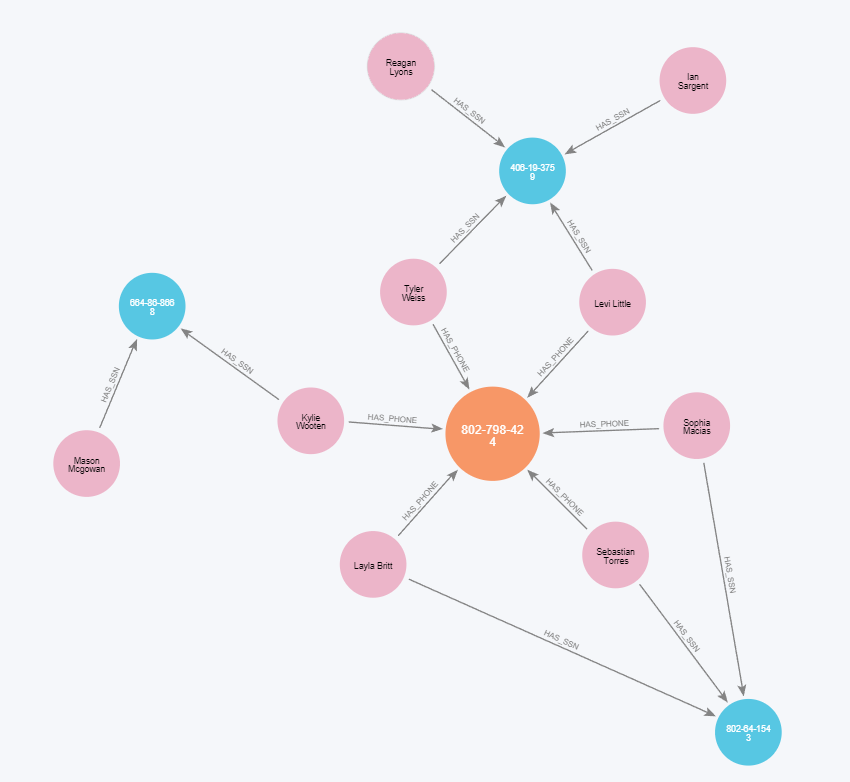 Reagan
Lyons
Ian
Sargent
HAS_SSN
HAS_SSN
406-19-375
9
HAS_SSN
HAS_SSN
Tyler
Weiss
Levi Little
664-86-866
8
HAS_SSN
HAS_SSN
HAS_PHONE
HAS_PHONE
Kylie
Wooten
HAS_PHONE
802-798-42
4
HAS_PHONE
Sophia
Macias
Mason
Mcgowan
HAS_PHONE
HAS_PHONE
Layla Britt
Sebastian
Torres
HAS_SSN
HAS_SSN
HAS_SSN
802-64-154
3